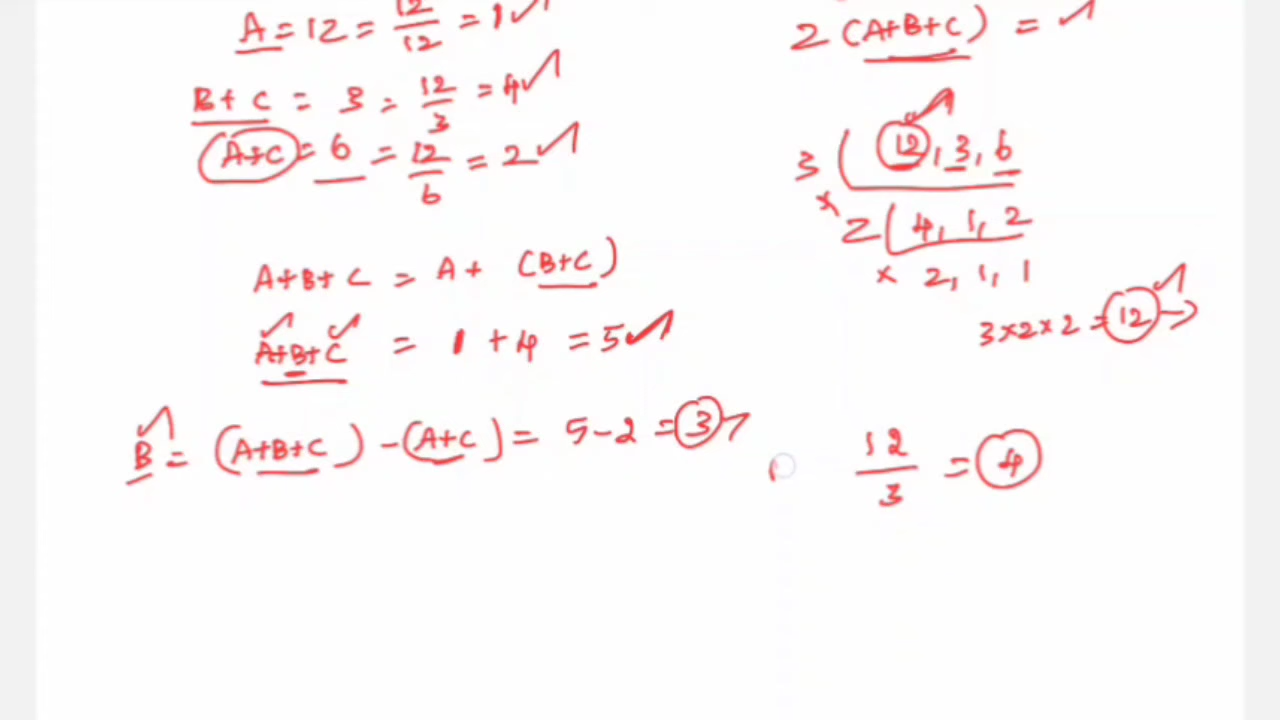 A = 12 = 12/12 = 1 ✓
B + C = 3 = 12/3 = 4 ✓
(A+C) = 6 = 12/6 = 2 ✓
A+B+C = A + (B+C)
A+B+C = 1 + 4 = 5 ✓
B = (A+B+C) - (A+C) = 5 - 2 = 3
2 (A+B+C) = ✓
3 ( 12, 3, 6
× 2 ( 4, 1, 2
× 2, 1, 1
3×2×2 = 12
12/3 = 4